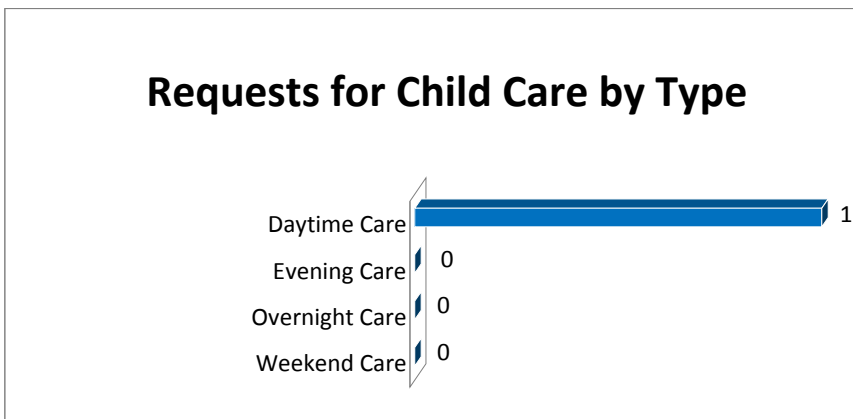 Requests for Child Care by Type
Daytime Care 1
Evening Care 0
Overnight Care 0
Weekend Care 0